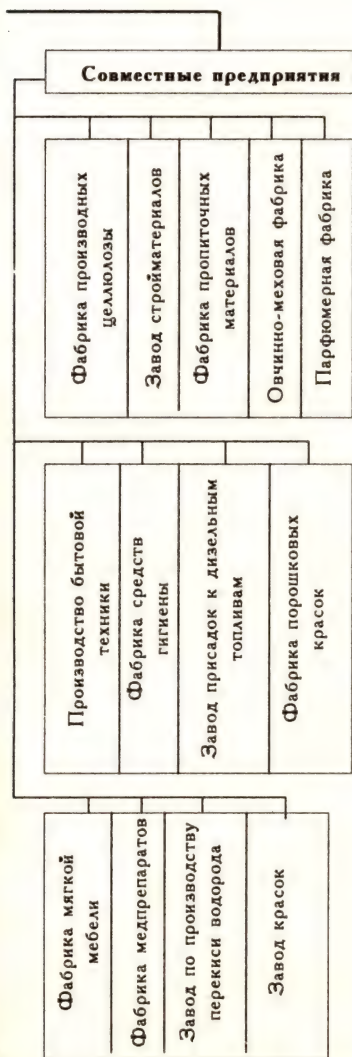 Совместные предприятия
Фабрика производных
целлюлозы
Завод стройматериалов
Фабрика пропиточных
материалов
Овчинно-меховая фабрика
Парфюмерная фабрика
Производство бытовой
техники
Фабрика средств
гигиены
Завод присадок к дизельным
топливам
Фабрика порошковых
красок
Фабрика мягкой
мебели
Фабрика медпрепаратов
Завод по производству
перекиси водорода
Завод красок